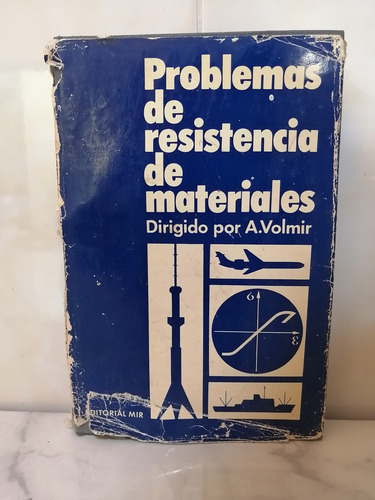 Problemas
de
resistencia
de
materiales
Dirigido por A.Volmir
σ
ε
EDITORIAL MIR